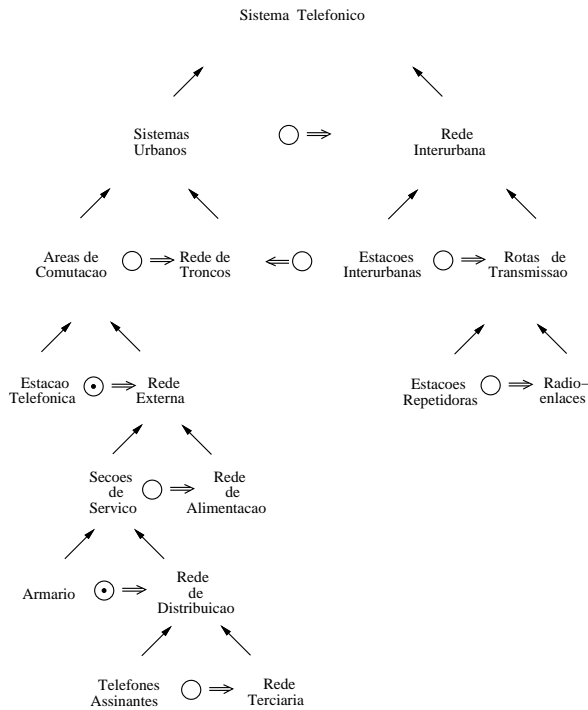 Sistema Telefonico
Sistemas
Urbanos
Rede
Interurbana
Areas de
Comutacao
Rede de
Troncos
Estacoes
Interurbanas
Rotas de
Transmissao
Estacao
Telefonica
Rede
Externa
Estacoes
Repetidoras
Radio-
enlaces
Secoes
de
Servico
Rede
de
Alimentacao
Armario
Rede
de
Distribuicao
Telefones
Assinantes
Rede
Terciaria